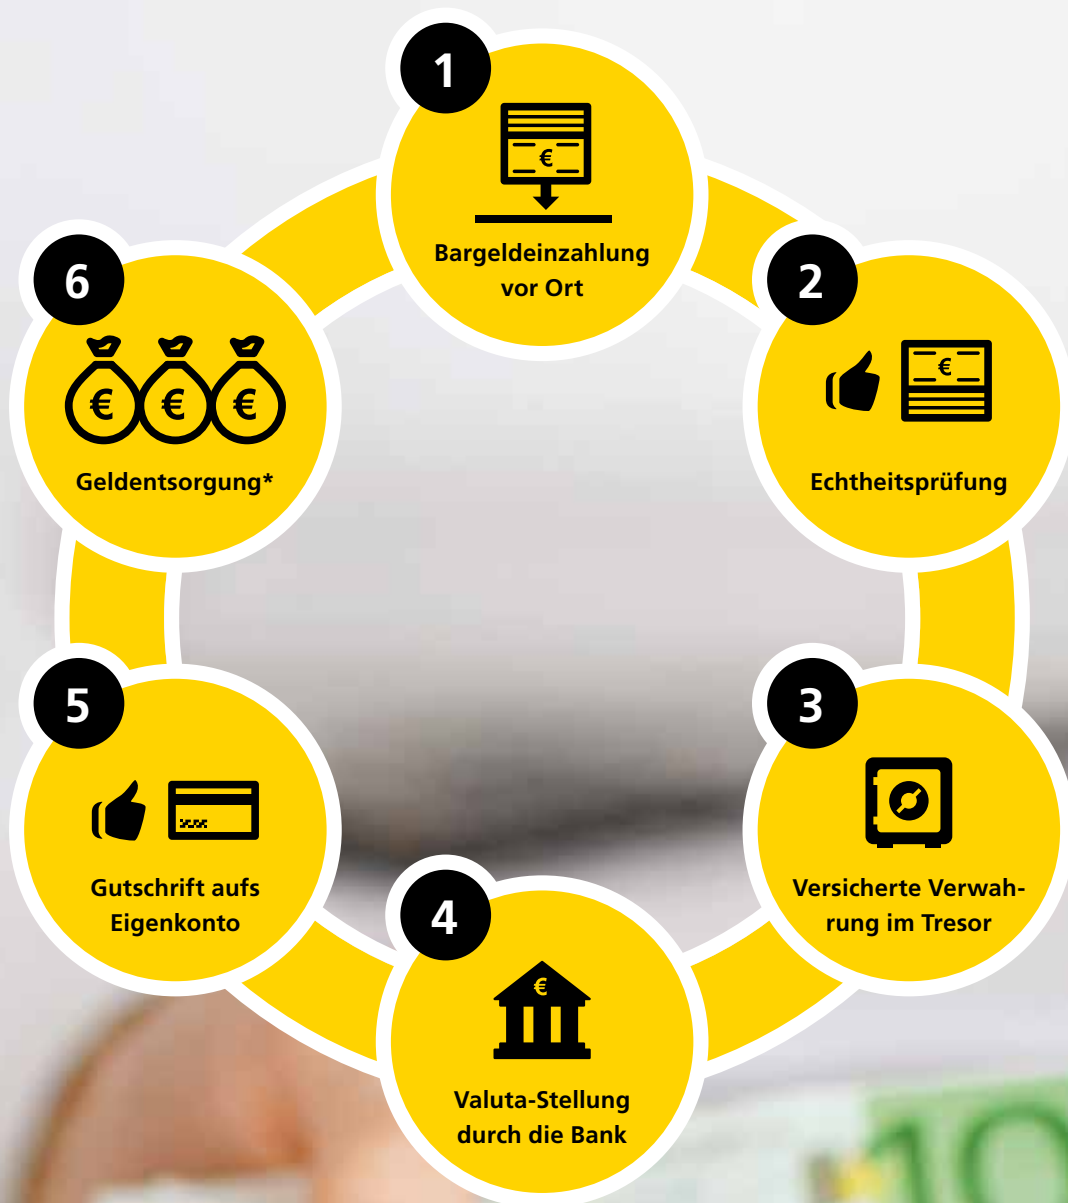 1
€
Bargeldeinzahlung
vor Ort
2
€
Echtheitsprüfung
3
Versicherte Verwah-
rung im Tresor
4
€
Valuta-Stellung
durch die Bank
5
Gutschrift aufs
Eigenkonto
6
€ € €
Geldentsorgung*
10